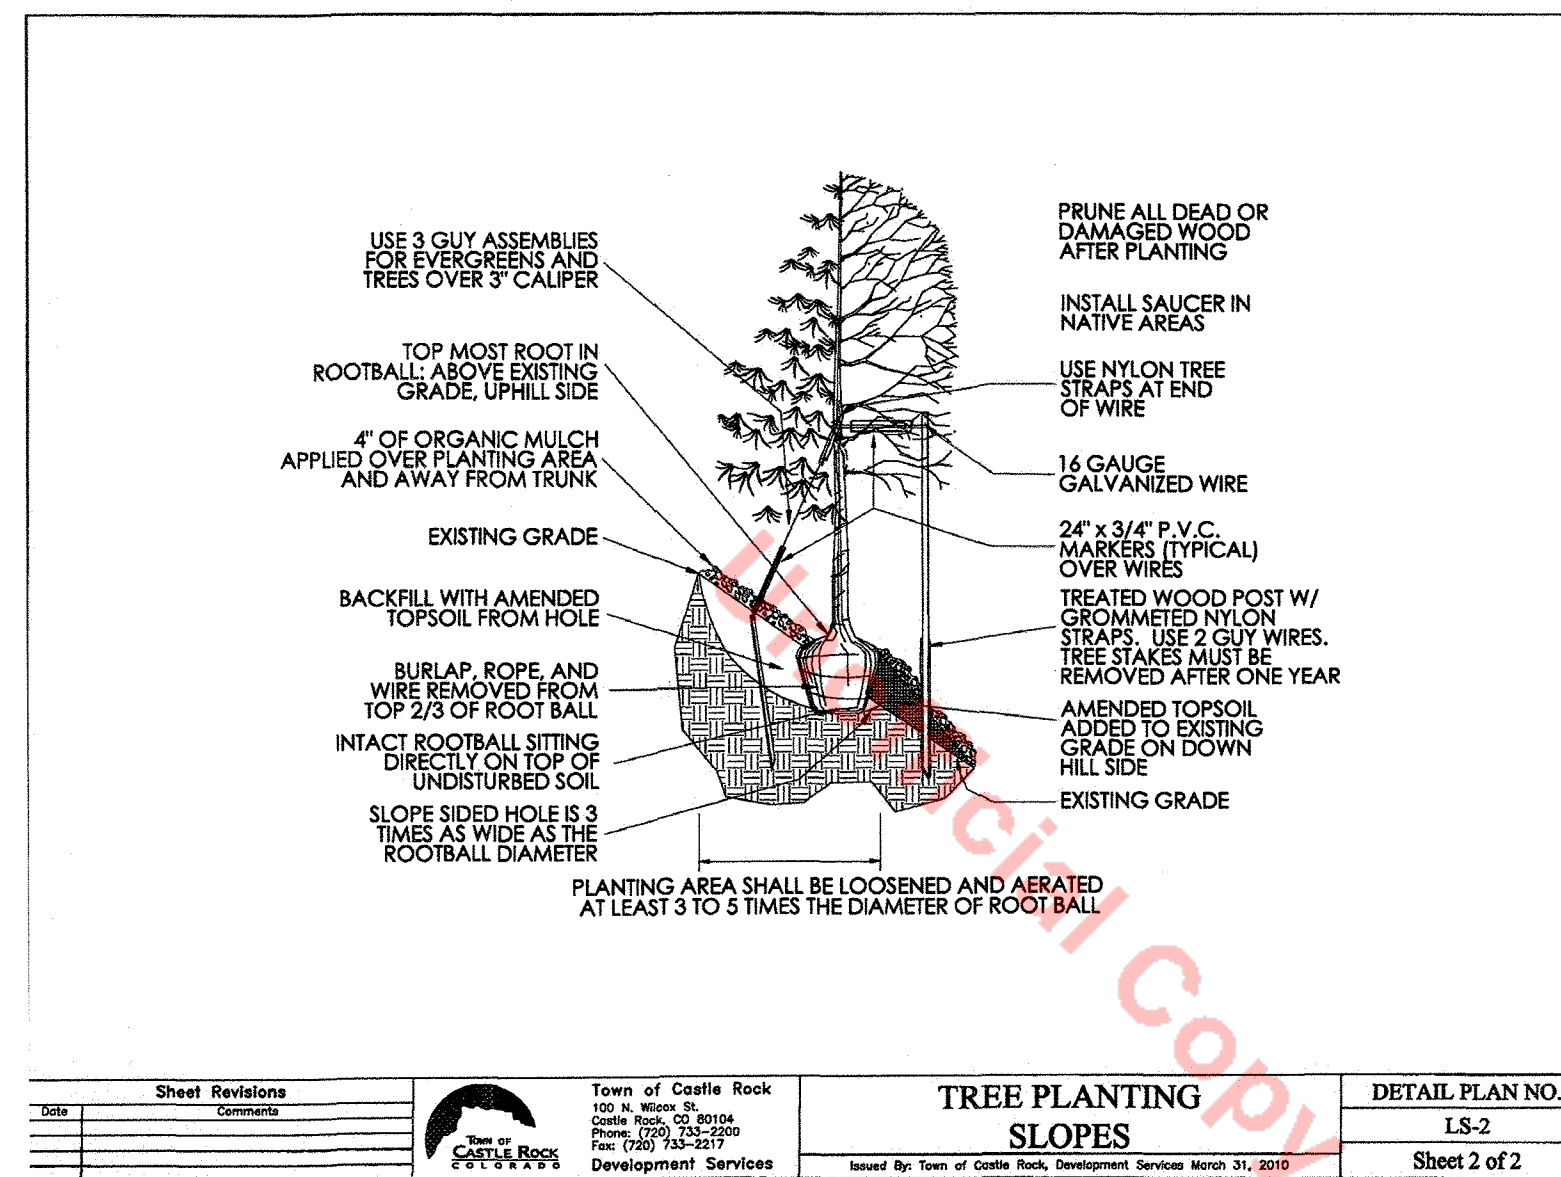 USE 3 GUY ASSEMBLIES
FOR EVERGREENS AND
TREES OVER 3" CALIPER
TOP MOST ROOT IN
ROOTBALL: ABOVE EXISTING
GRADE, UPHILL SIDE
4" OF ORGANIC MULCH
APPLIED OVER PLANTING AREA
AND AWAY FROM TRUNK
EXISTING GRADE
BACKFILL WITH AMENDED
TOPSOIL FROM HOLE
BURLAP, ROPE, AND
WIRE REMOVED FROM
TOP 2/3 OF ROOT BALL
INTACT ROOTBALL SITTING
DIRECTLY ON TOP OF
UNDISTURBED SOIL
SLOPE SIDED HOLE IS 3
TIMES AS WIDE AS THE
ROOTBALL DIAMETER
PRUNE ALL DEAD OR
DAMAGED WOOD
AFTER PLANTING
INSTALL SAUCER IN
NATIVE AREAS
USE NYLON TREE
STRAPS AT END
OF WIRE
16 GAUGE
GALVANIZED WIRE
24" x 3/4" P.V.C.
MARKERS (TYPICAL)
OVER WIRES
TREATED WOOD POST W/
GROMMETED NYLON
STRAPS. USE 2 GUY WIRES.
TREE STAKES MUST BE
REMOVED AFTER ONE YEAR
AMENDED TOPSOIL
ADDED TO EXISTING
GRADE ON DOWN
HILL SIDE
EXISTING GRADE
PLANTING AREA SHALL BE LOOSENED AND AERATED
AT LEAST 3 TO 5 TIMES THE DIAMETER OF ROOT BALL
Unofficial Copy
Sheet Revisions
Date
Comments
TOWN OF
CASTLE ROCK
COLORADO
Town of Castle Rock
100 N. Wilcox St.
Castle Rock, CO 80104
Phone: (720) 733-2200
Fax: (720) 733-2217
Development Services
TREE PLANTING
SLOPES
Issued By: Town of Castle Rock, Development Services March 31, 2010
DETAIL PLAN NO.
LS-2
Sheet 2 of 2